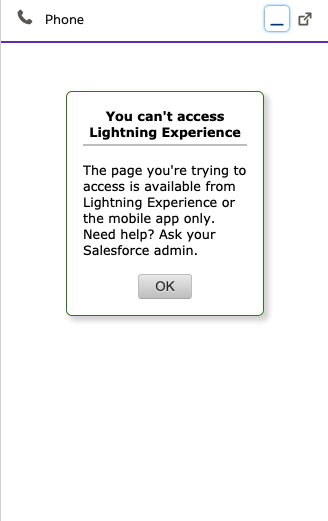 Phone
You can't access
Lightning Experience
The page you're trying to
access is available from
Lightning Experience or
the mobile app only.
Need help? Ask your
Salesforce admin.
OK